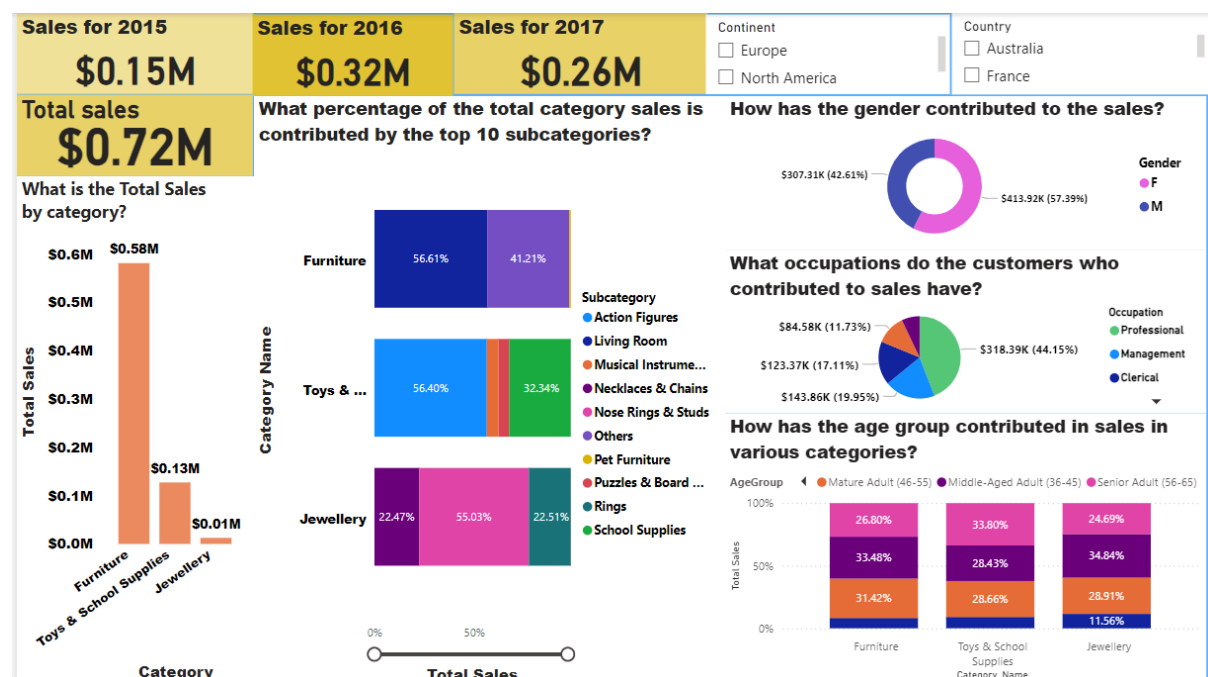 Sales for 2015
$0.15M
Sales for 2016
$0.32M
Sales for 2017
$0.26M
Continent
Europe
North America
Country
Australia
France
Total sales
$0.72M
What is the Total Sales
by category?
Total Sales
$0.6M
$0.5M
$0.4M
$0.3M
$0.2M
$0.1M
$0.0M
$0.58M
$0.13M
$0.01M
Furniture
Toys & School Supplies
Jewellery
Category
What percentage of the total category sales is
contributed by the top 10 subcategories?
Category Name
Furniture
56.61%
41.21%
Toys & ...
56.40%
32.34%
Jewellery
22.47%
55.03%
22.51%
0%
50%
Total Sales
Subcategory
Action Figures
Living Room
Musical Instrume...
Necklaces & Chains
Nose Rings & Studs
Others
Pet Furniture
Puzzles & Board ...
Rings
School Supplies
How has the gender contributed to the sales?
$307.31K (42.61%)
$413.92K (57.39%)
Gender
F
M
What occupations do the customers who
contributed to sales have?
$84.58K (11.73%)
$123.37K (17.11%)
$143.86K (19.95%)
$318.39K (44.15%)
Occupation
Professional
Management
Clerical
How has the age group contributed in sales in
various categories?
AgeGroup
Mature Adult (46-55)
Middle-Aged Adult (36-45)
Senior Adult (56-65)
Total Sales
100%
50%
0%
26.80%
33.48%
31.42%
33.80%
28.43%
28.66%
24.69%
34.84%
28.91%
11.56%
Furniture
Toys & School
Supplies
Jewellery
Category Name